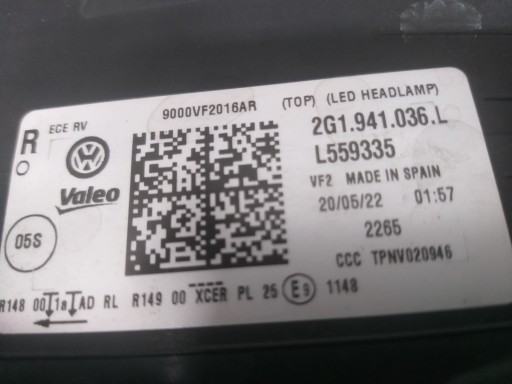 R ECE RV 9000VF2016AR (TOP) (LED HEADLAMP)
2G1.941.036.L
L559335
Valeo
VF2 MADE IN SPAIN
20/05/22 01:57
05S
2265
CCC TPNV020946
R148 00 1a AD RL R149 00 XCER PL 25 E9 1148